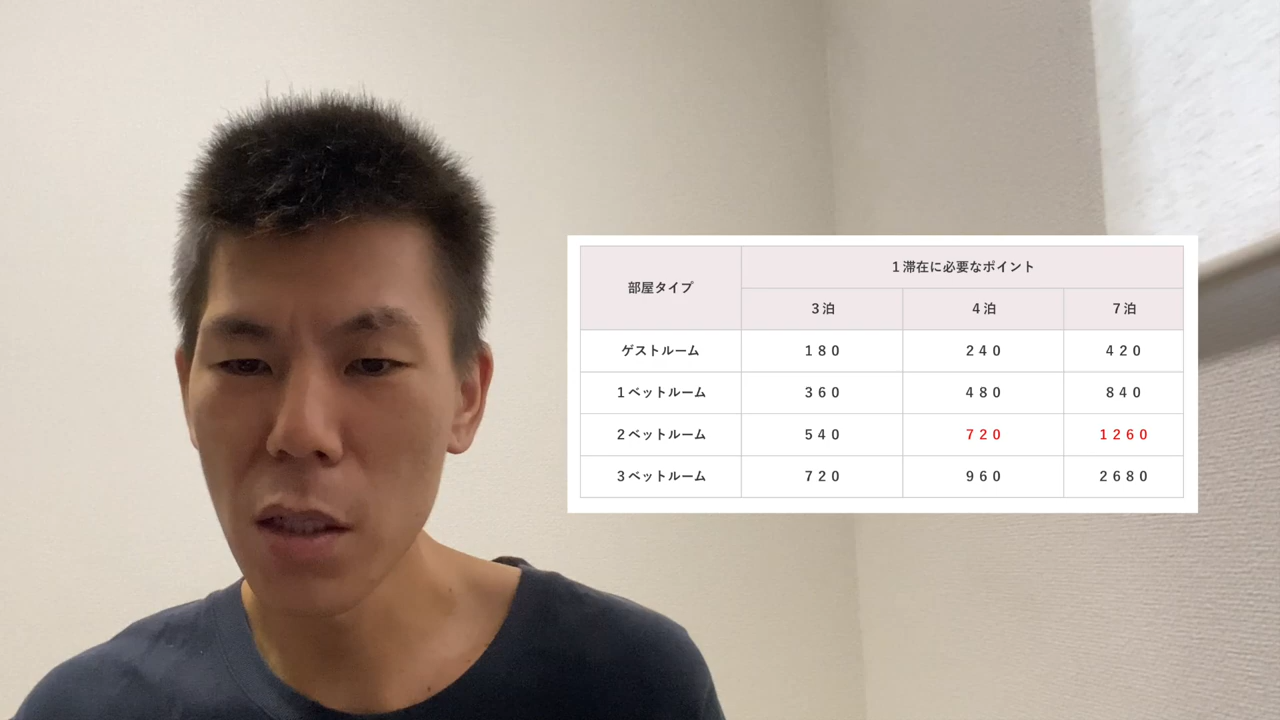 部屋タイプ
1滞在に必要なポイント
3泊 4泊 7泊
ゲストルーム 180 240 420
1ベットルーム 360 480 840
2ベットルーム 540 720 1260
3ベットルーム 720 960 2680